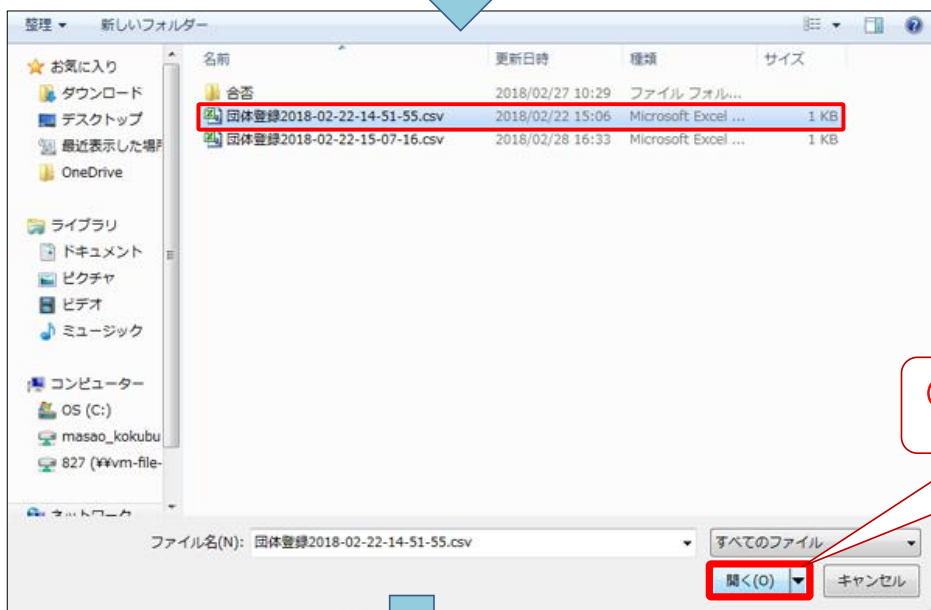 整理 新しいフォルダー
名前 更新日時 種類 サイズ
お気に入り
ダウンロード
デスクトップ
最近表示した場所
OneDrive
ライブラリ
ドキュメント
ピクチャ
ビデオ
ミュージック
コンピューター
OS (C:)
masao_kokubu
827 (¥¥vm-file-
ネットワーク
合否 2018/02/27 10:29 ファイル フォル...
団体登録2018-02-22-14-51-55.csv 2018/02/22 15:06 Microsoft Excel ... 1 KB
団体登録2018-02-22-15-07-16.csv 2018/02/28 16:33 Microsoft Excel ... 1 KB
ファイル名(N): 団体登録2018-02-22-14-51-55.csv すべてのファイル
開く(O) キャンセル